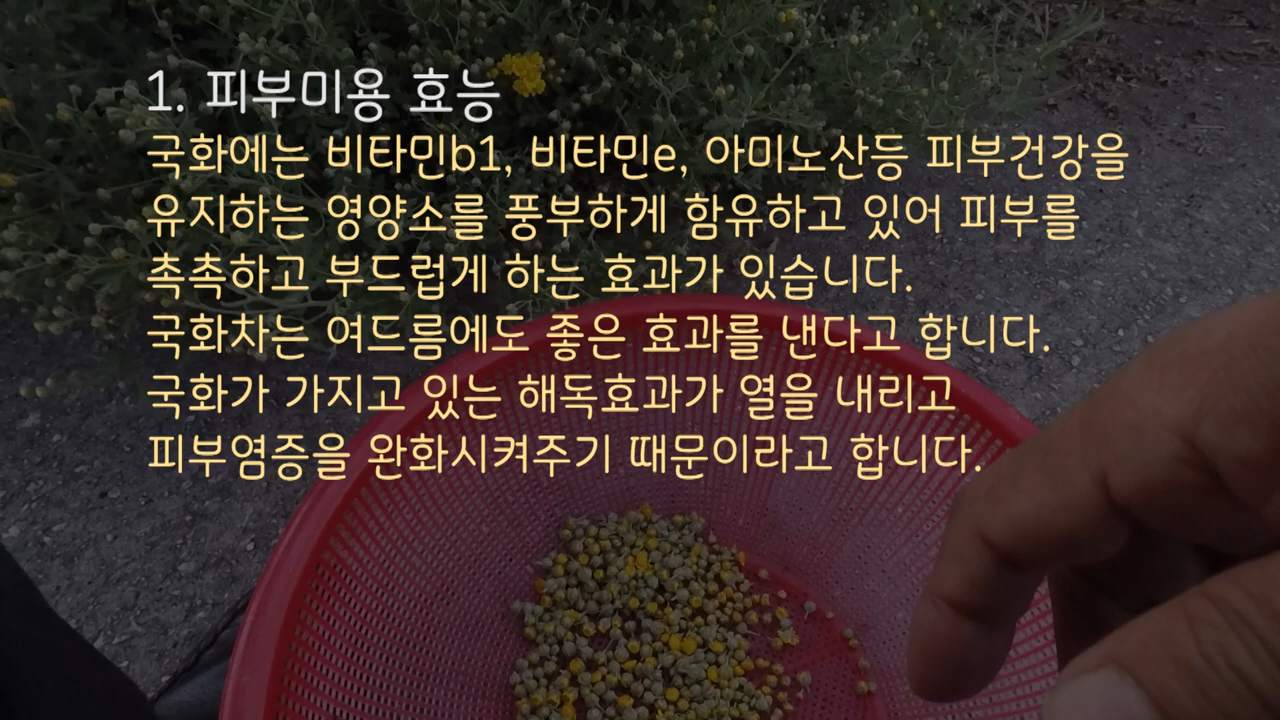 1. 피부미용 효능
국화에는 비타민b1, 비타민e, 아미노산등 피부건강을
유지하는 영양소를 풍부하게 함유하고 있어 피부를
촉촉하고 부드럽게 하는 효과가 있습니다.
국화차는 여드름에도 좋은 효과를 낸다고 합니다.
국화가 가지고 있는 해독효과가 열을 내리고
피부염증을 완화시켜주기 때문이라고 합니다.